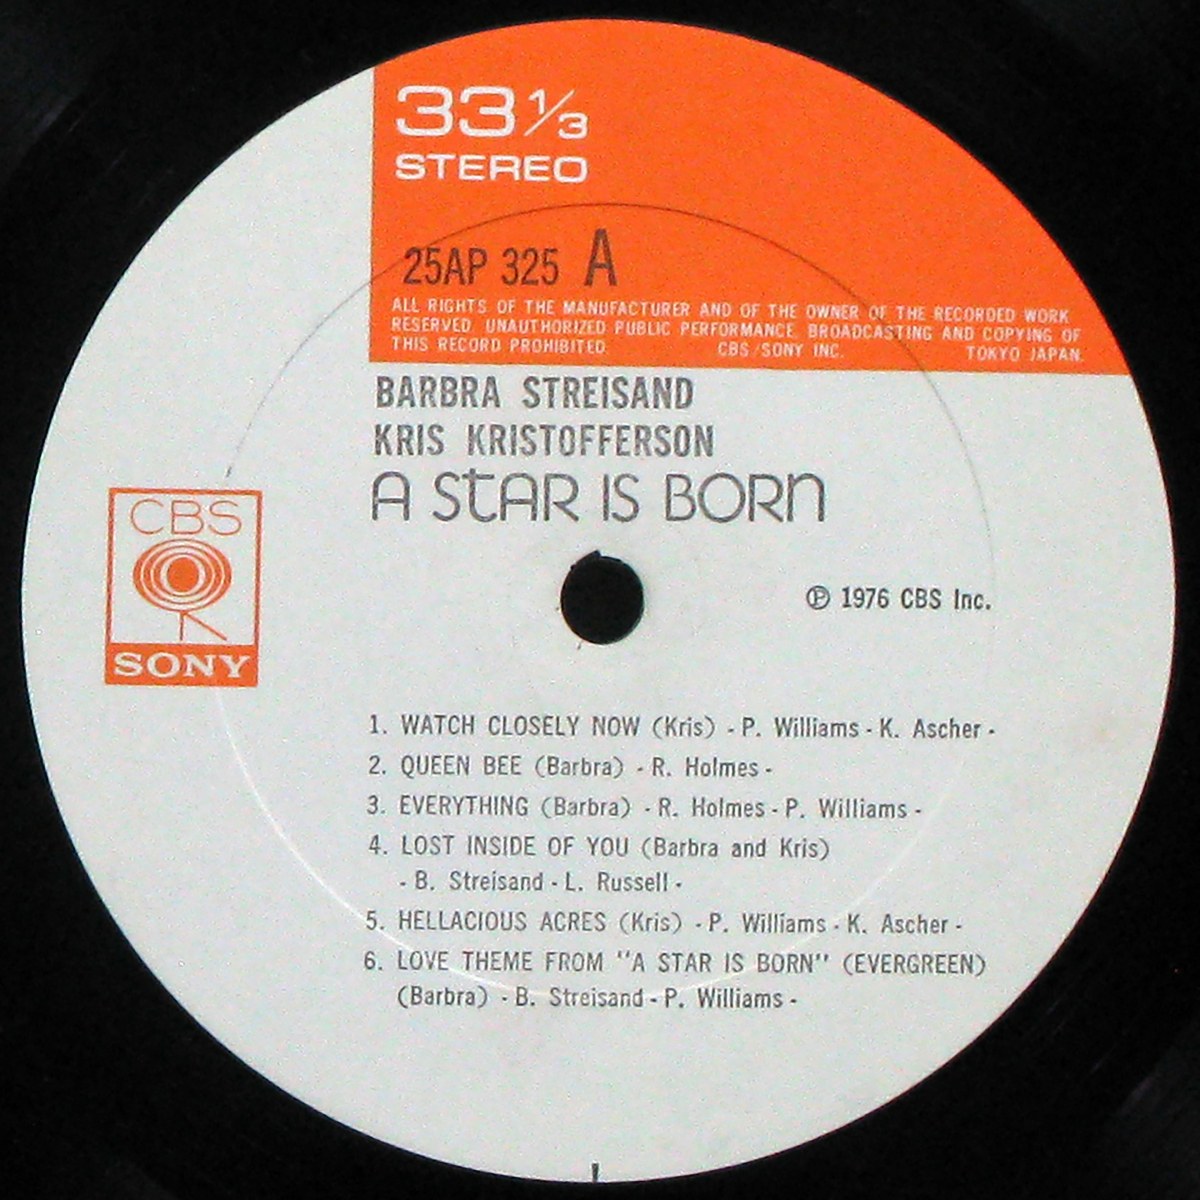 33 1/3
STEREO
25AP 325 A
ALL RIGHTS OF THE MANUFACTURER AND OF THE OWNER OF THE RECORDED WORK
RESERVED. UNAUTHORIZED PUBLIC PERFORMANCE. BROADCASTING AND COPYING OF
THIS RECORD PROHIBITED. CBS/SONY INC. TOKYO JAPAN.
BARBRA STREISAND
KRIS KRISTOFFERSON
A STAR IS BORN
CBS
SONY
℗ 1976 CBS Inc.
1. WATCH CLOSELY NOW (Kris) - P. Williams - K. Ascher -
2. QUEEN BEE (Barbra) - R. Holmes -
3. EVERYTHING (Barbra) - R. Holmes - P. Williams -
4. LOST INSIDE OF YOU (Barbra and Kris)
- B. Streisand - L. Russell -
5. HELLACIOUS ACRES (Kris) - P. Williams - K. Ascher -
6. LOVE THEME FROM "A STAR IS BORN" (EVERGREEN)
(Barbra) - B. Streisand - P. Williams -